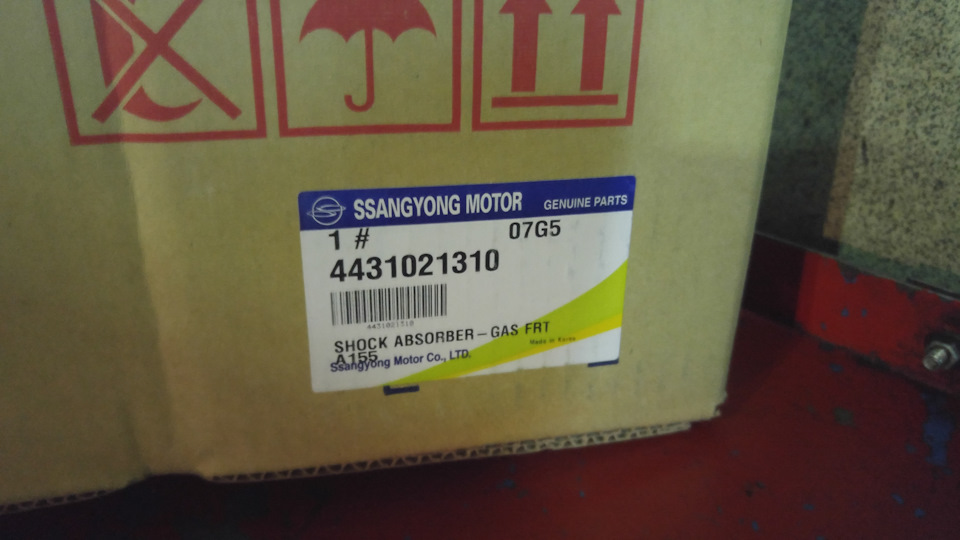 SSANGYONG MOTOR GENUINE PARTS
1 # 07G5
4431021310
4431021310
SHOCK ABSORBER-GAS FRT
Made in Korea
A155
Ssangyong Motor Co., LTD.